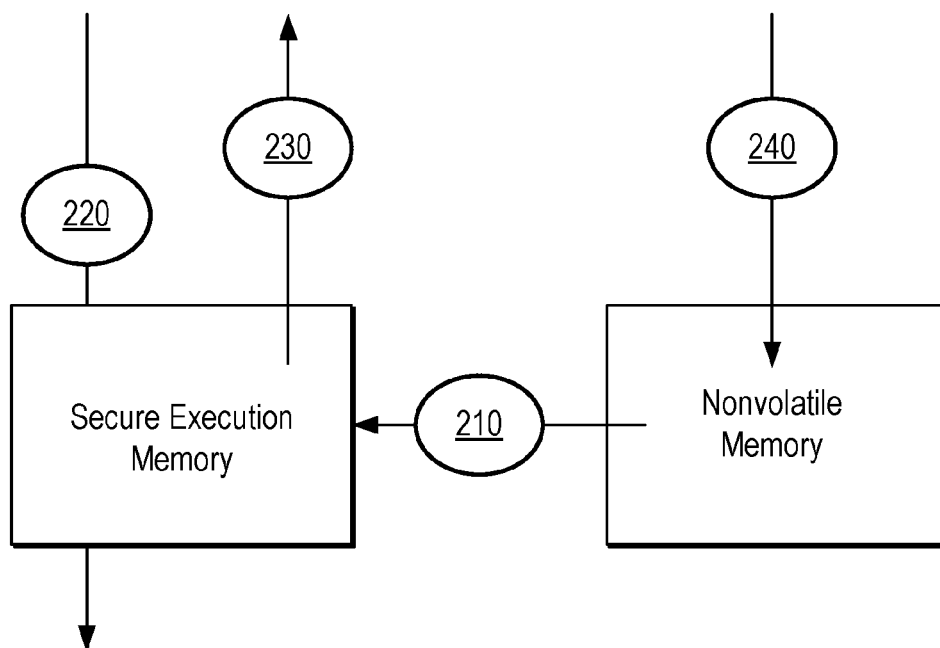 230
240
220
Secure Execution
Memory
210
Nonvolatile
Memory